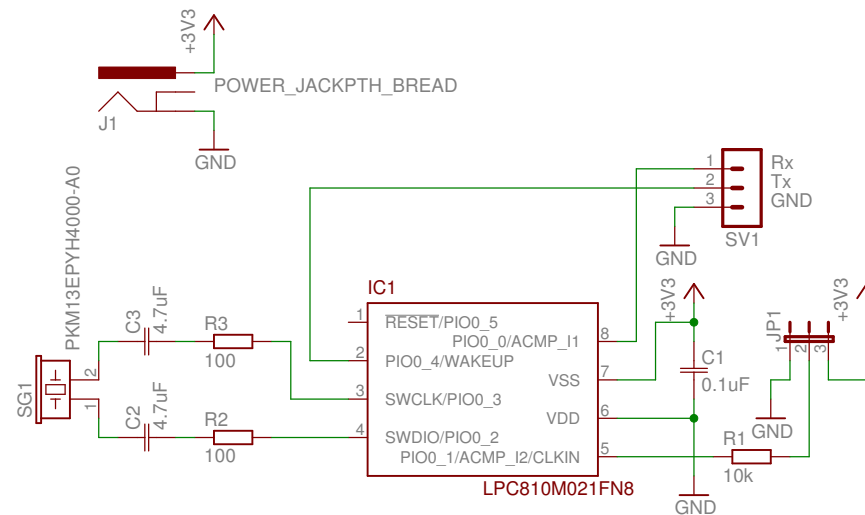 +3V3
POWER_JACKPTH_BREAD
J1
GND
PKM13EPYH4000-A0
SG1
2
1
C3
4.7uF
C2
4.7uF
R3
100
R2
100
IC1
1
2
3
4
RESET/PIO0_5
PIO0_0/ACMP_I1
PIO0_4/WAKEUP
VSS
SWCLK/PIO0_3
VDD
SWDIO/PIO0_2
PIO0_1/ACMP_I2/CLKIN
8
7
6
5
LPC810M021FN8
1
2
3
Rx
Tx
GND
SV1
GND
+3V3
C1
0.1uF
GND
R1
10k
JP1
1
2
3
GND
+3V3